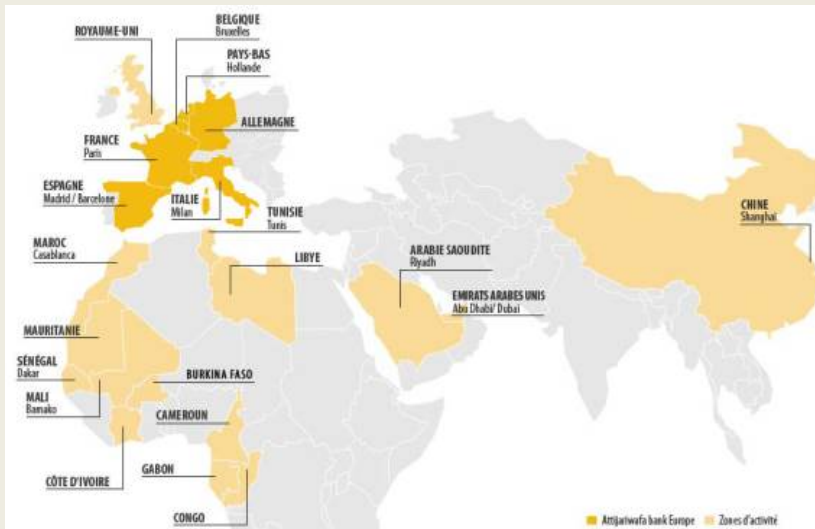 BELGIQUE
Bruxelles
ROYAUME-UNI
PAYS-BAS
Hollande
ALLEMAGNE
FRANCE
Paris
ESPAGNE
Madrid / Barcelone
ITALIE
Milan
TUNISIE
Tunis
CHINE
Shanghai
MAROC
Casablanca
ARABIE SAOUDITE
Riyadh
LIBYE
EMIRATS ARABES UNIS
Abu Dhabi/ Dubai
MAURITANIE
SÉNÉGAL
Dakar
BURKINA FASO
MALI
Bamako
CAMEROUN
GABON
CÔTE D'IVOIRE
CONGO
Attijariwafa bank Europe
Zones d'activité